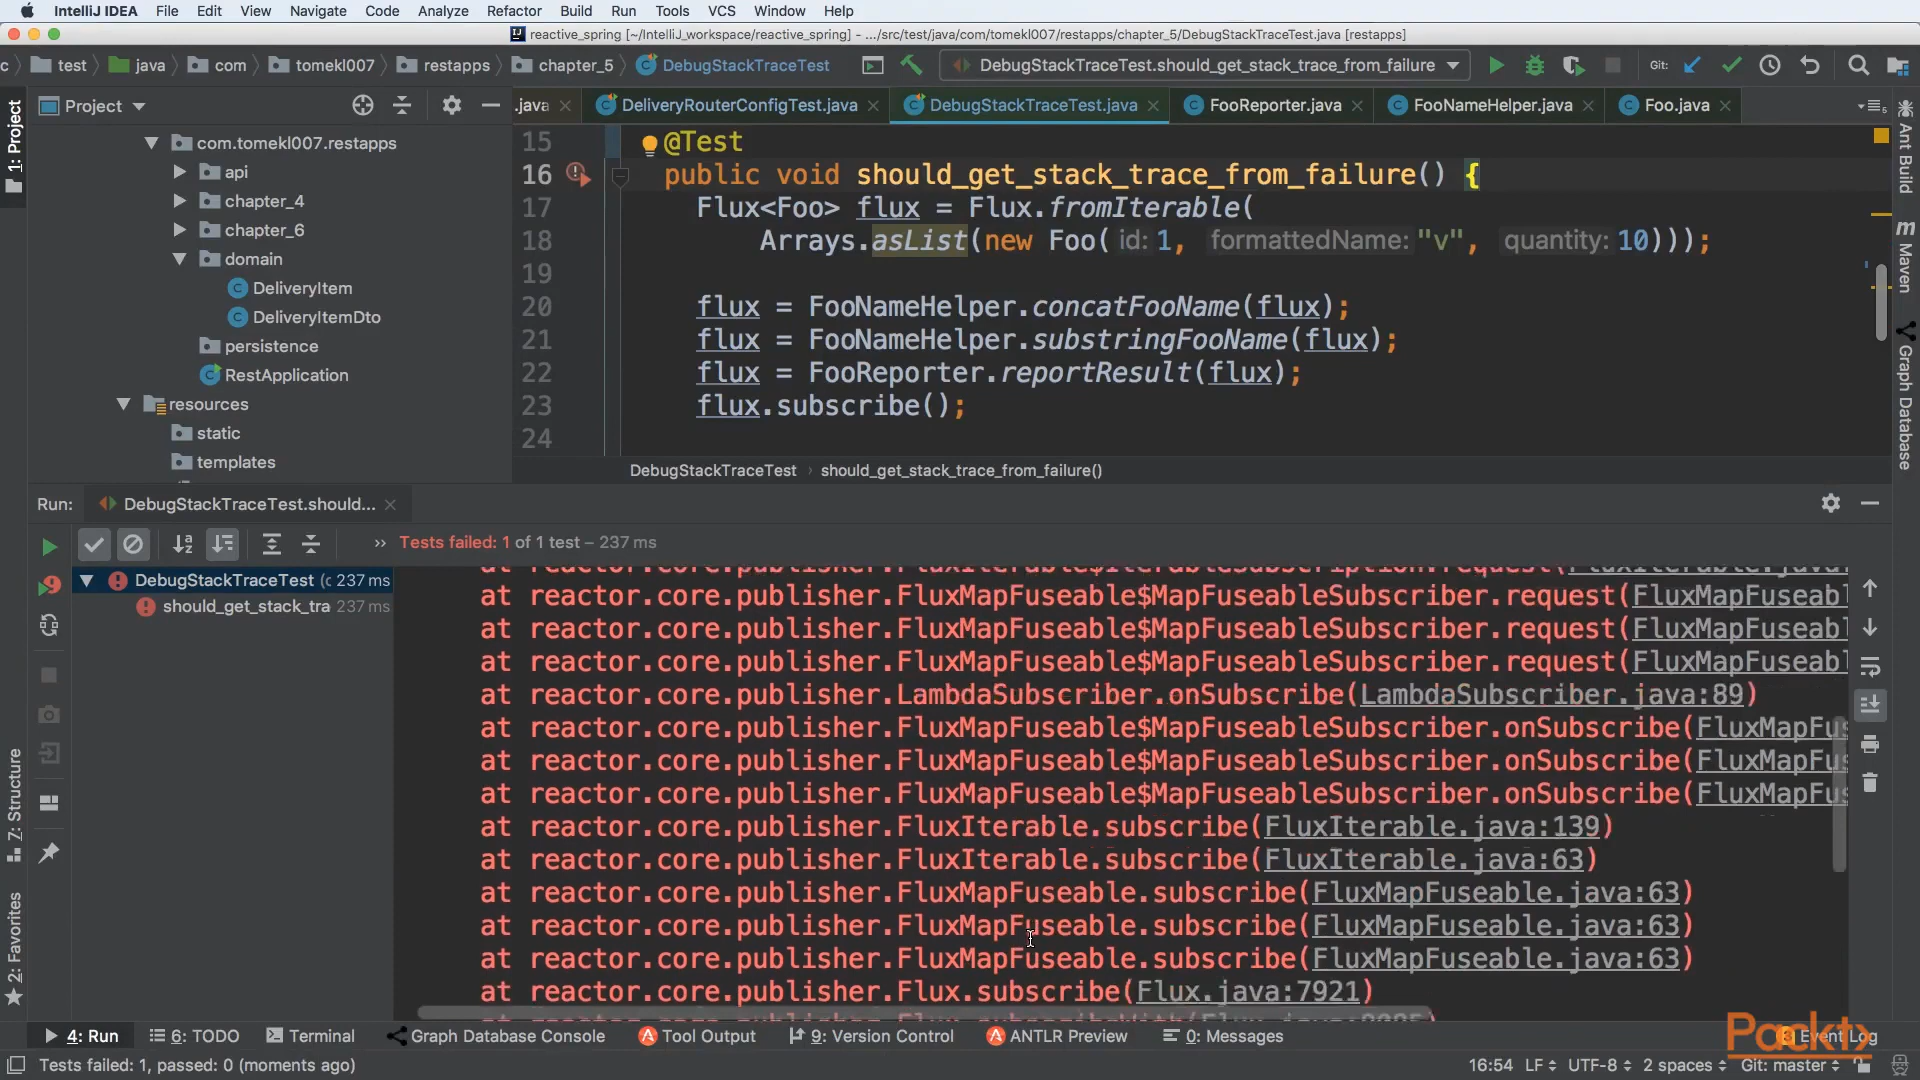 IntelliJ IDEA File Edit View Navigate Code Analyze Refactor Build Run Tools VCS Window Help
reactive_spring [~/IntelliJ_workspace/reactive_spring] - .../src/test/java/com/tomekl007/restapps/chapter_5/DebugStackTraceTest.java [restapps]
c test java com tomekl007 restapps chapter_5 DebugStackTraceTest DebugStackTraceTest.should_get_stack_trace_from_failure Git:
1: Project
Project
.java DeliveryRouterConfigTest.java DebugStackTraceTest.java FooReporter.java FooNameHelper.java Foo.java
com.tomekl007.restapps
api
chapter_4
chapter_6
domain
DeliveryItem
DeliveryItemDto
persistence
RestApplication
resources
static
templates
15 @Test
16 public void should_get_stack_trace_from_failure() {
17 Flux<Foo> flux = Flux.fromIterable(
18 Arrays.asList(new Foo( id: 1, formattedName: "v", quantity: 10)));
19
20 flux = FooNameHelper.concatFooName(flux);
21 flux = FooNameHelper.substringFooName(flux);
22 flux = FooReporter.reportResult(flux);
23 flux.subscribe();
24
DebugStackTraceTest › should_get_stack_trace_from_failure()
Ant Build
Maven
Graph Database
Run: DebugStackTraceTest.should...
» Tests failed: 1 of 1 test – 237 ms
DebugStackTraceTest (c 237 ms
should_get_stack_tra 237 ms
at reactor.core.publisher.FluxIterable$IterableSubscription.request(FluxIterable.java
at reactor.core.publisher.FluxMapFuseable$MapFuseableSubscriber.request(FluxMapFuseabl
at reactor.core.publisher.FluxMapFuseable$MapFuseableSubscriber.request(FluxMapFuseabl
at reactor.core.publisher.FluxMapFuseable$MapFuseableSubscriber.request(FluxMapFuseabl
at reactor.core.publisher.LambdaSubscriber.onSubscribe(LambdaSubscriber.java:89)
at reactor.core.publisher.FluxMapFuseable$MapFuseableSubscriber.onSubscribe(FluxMapFus
at reactor.core.publisher.FluxMapFuseable$MapFuseableSubscriber.onSubscribe(FluxMapFus
at reactor.core.publisher.FluxMapFuseable$MapFuseableSubscriber.onSubscribe(FluxMapFus
at reactor.core.publisher.FluxIterable.subscribe(FluxIterable.java:139)
at reactor.core.publisher.FluxIterable.subscribe(FluxIterable.java:63)
at reactor.core.publisher.FluxMapFuseable.subscribe(FluxMapFuseable.java:63)
at reactor.core.publisher.FluxMapFuseable.subscribe(FluxMapFuseable.java:63)
at reactor.core.publisher.FluxMapFuseable.subscribe(FluxMapFuseable.java:63)
at reactor.core.publisher.Flux.subscribe(Flux.java:7921)
7: Structure
2: Favorites
4: Run 6: TODO Terminal Graph Database Console Tool Output 9: Version Control ANTLR Preview 0: Messages Event Log
Packt>
Tests failed: 1, passed: 0 (moments ago) 16:54 LF UTF-8 2 spaces Git: master